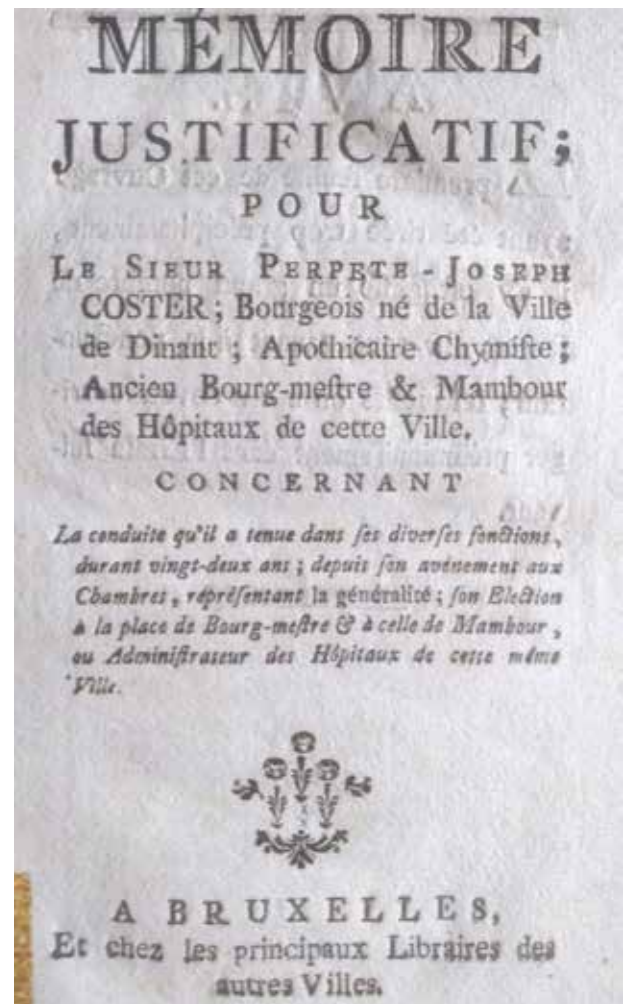 MÉMOIRE
JUSTIFICATIF;
POUR
LE SIEUR PERPETE-JOSEPH
COSTER; Bourgeois né de la Ville
de Dinant; Apothicaire Chymiſte;
Ancien Bourg-meſtre & Mambour
des Hôpitaux de cette Ville.
CONCERNANT
La conduite qu'il a tenue dans ſes diverſes fonctions,
durant vingt-deux ans; depuis ſon avénement aux
Chambres, répréſentant la généralité; ſon Election
à la place de Bourg-meſtre & à celle de Mambour,
ou Adminiſtrateur des Hôpitaux de cette même
Ville.
A BRUXELLES,
Et chez les principaux Libraires des
autres Villes.